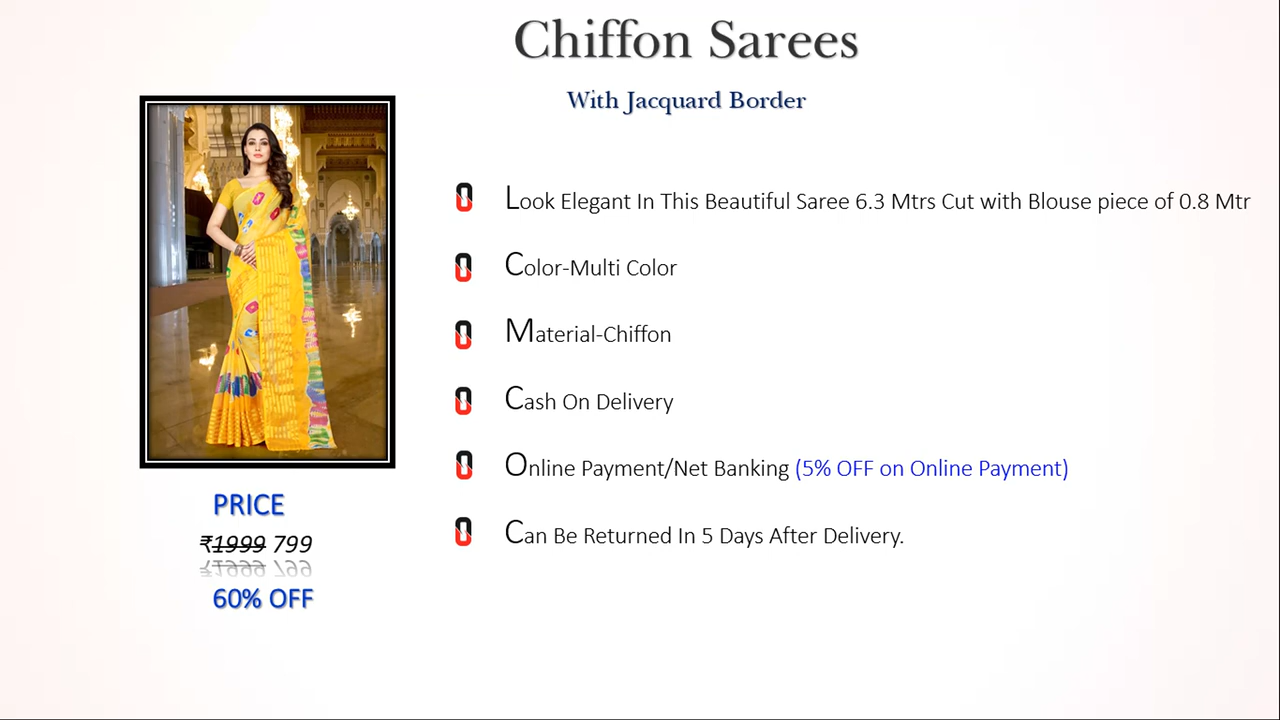 Chiffon Sarees
With Jacquard Border
Look Elegant In This Beautiful Saree 6.3 Mtrs Cut with Blouse piece of 0.8 Mtr
Color-Multi Color
Material-Chiffon
Cash On Delivery
Online Payment/Net Banking (5% OFF on Online Payment)
Can Be Returned In 5 Days After Delivery.
PRICE
₹1999 799
60% OFF